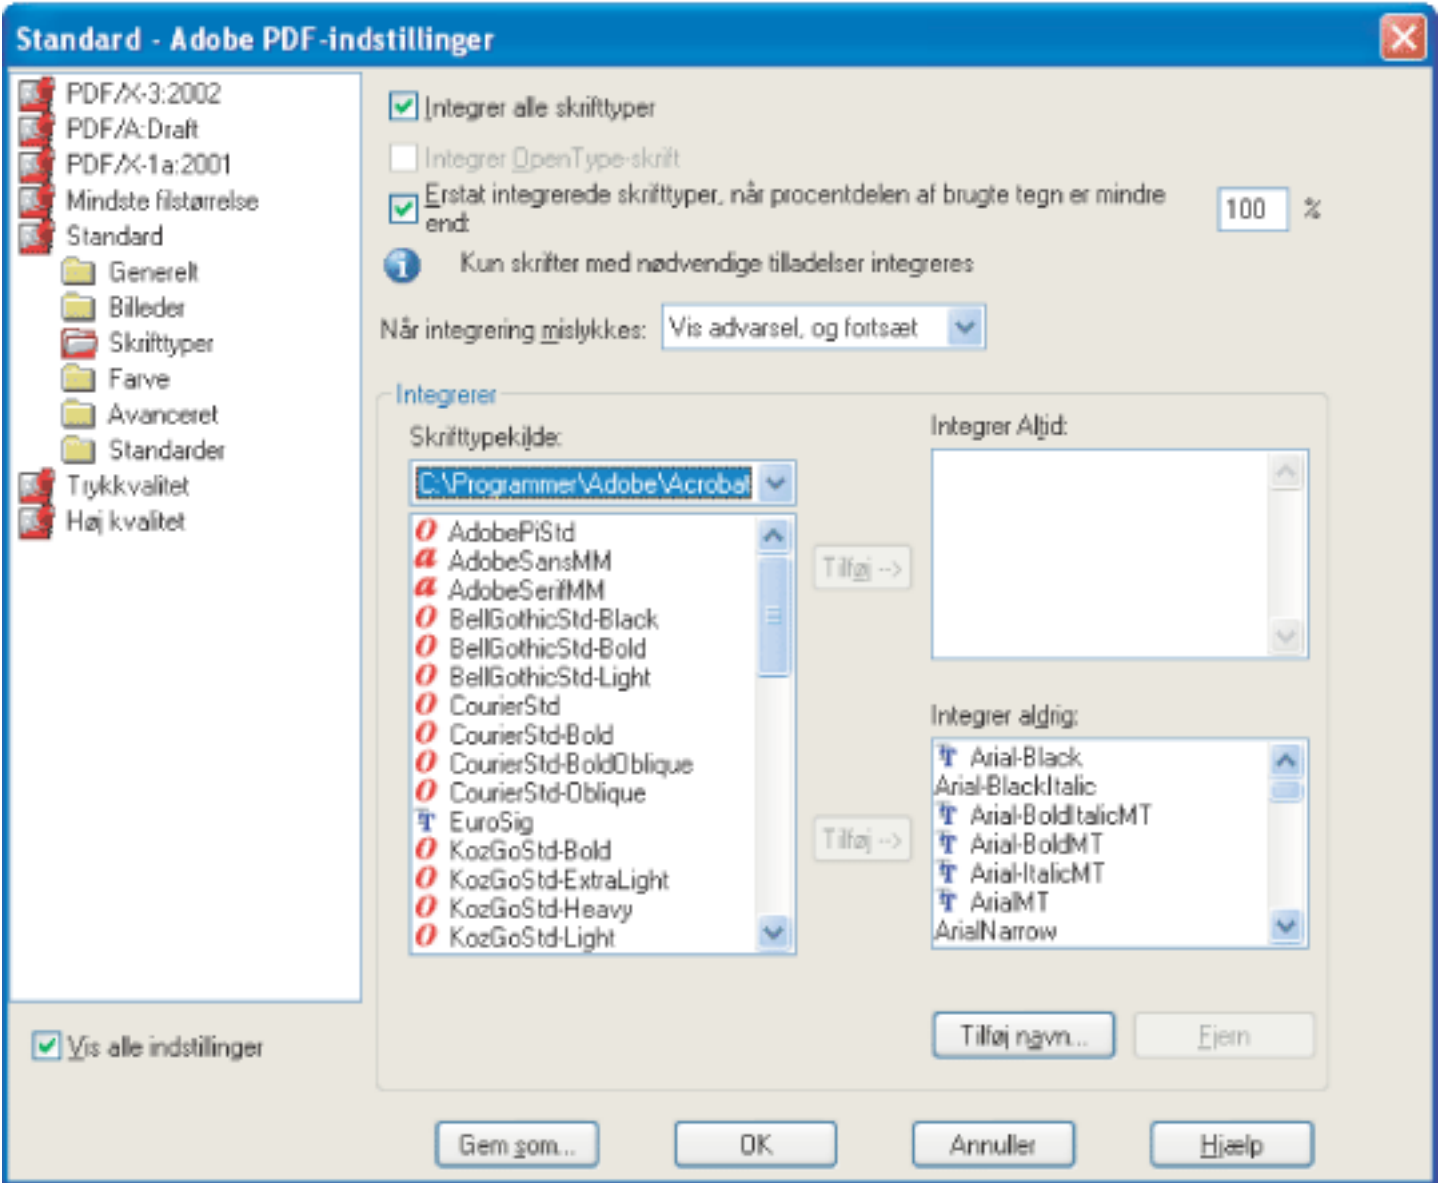 Standard - Adobe PDF-indstillinger
PDF/X-3:2002
PDF/A:Draft
PDF/X-1a:2001
Mindste filstørrelse
Standard
Generelt
Billeder
Skrifttyper
Farve
Avanceret
Standarder
Trykkvalitet
Høj kvalitet
Vis alle indstillinger
Integrer alle skrifttyper
Integrer OpenType-skrift
Erstat integrerede skrifttyper, når procentdelen af brugte tegn er mindre
end:
100 %
Kun skrifter med nødvendige tilladelser integreres
Når integrering mislykkes: Vis advarsel, og fortsæt
Integrerer
Skrifttypekilde:
C:\Programmer\Adobe\Acrobat
AdobePiStd
AdobeSansMM
AdobeSerifMM
BellGothicStd-Black
BellGothicStd-Bold
BellGothicStd-Light
CourierStd
CourierStd-Bold
CourierStd-BoldOblique
CourierStd-Oblique
EuroSig
KozGoStd-Bold
KozGoStd-ExtraLight
KozGoStd-Heavy
KozGoStd-Light
Tilføj -->
Tilføj -->
Integrer Altid:
Integrer aldrig:
Arial-Black
Arial-BlackItalic
Arial-BoldItalicMT
Arial-BoldMT
Arial-ItalicMT
ArialMT
ArialNarrow
Tilføj navn... Fjern
Gem som... OK Annuller Hjælp